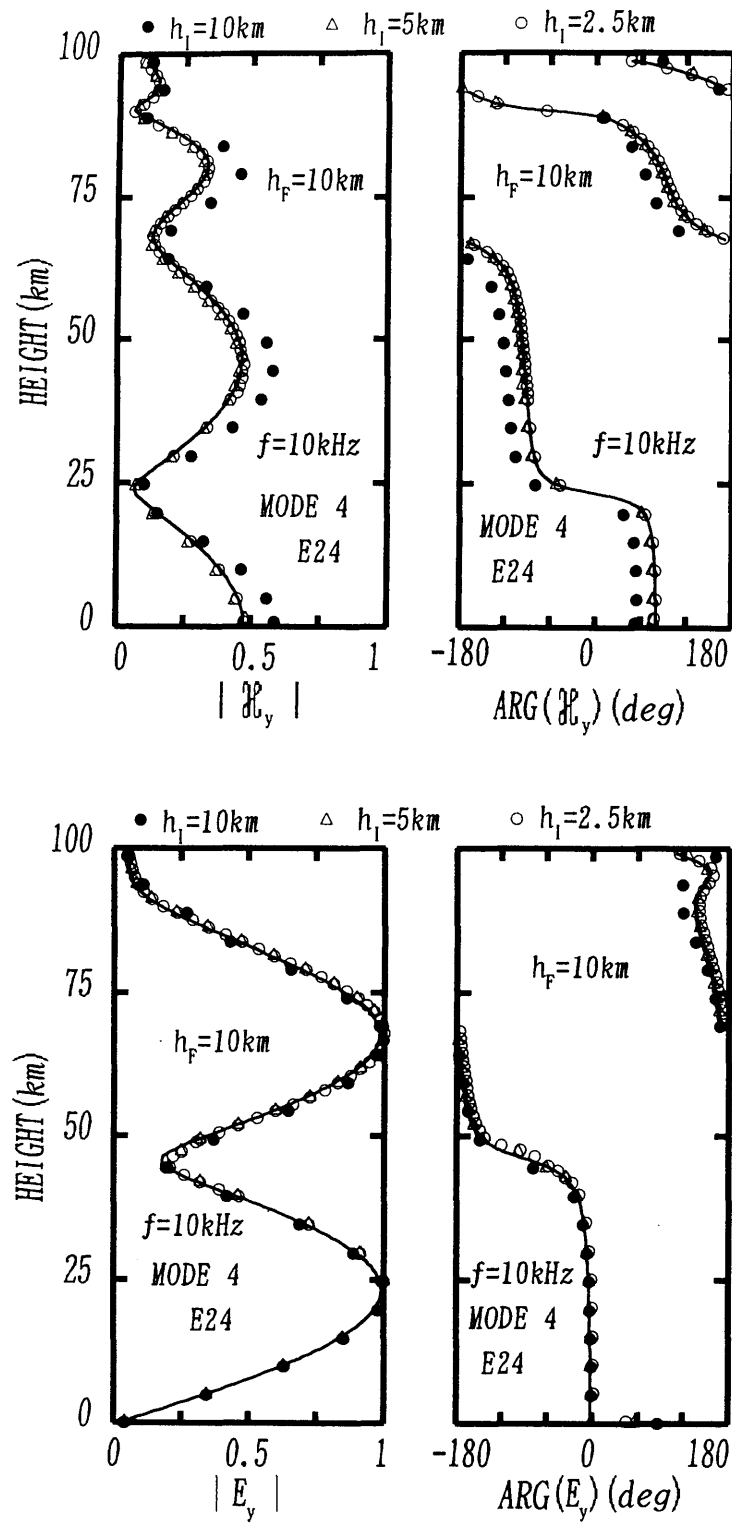 ● h_I=10km △ h_I=5km ○ h_I=2.5km
100
75
50
25
0
HEIGHT(km)
h_F=10km
f=10kHz
MODE 4
E24
0 0.5 1
| ℋ_y |
h_F=10km
f=10kHz
MODE 4
E24
-180 0 180
ARG(ℋ_y)(deg)
● h_I=10km △ h_I=5km ○ h_I=2.5km
100
75
50
25
0
HEIGHT(km)
h_F=10km
f=10kHz
MODE 4
E24
0 0.5 1
| E_y |
h_F=10km
f=10kHz
MODE 4
E24
-180 0 180
ARG(E_y)(deg)